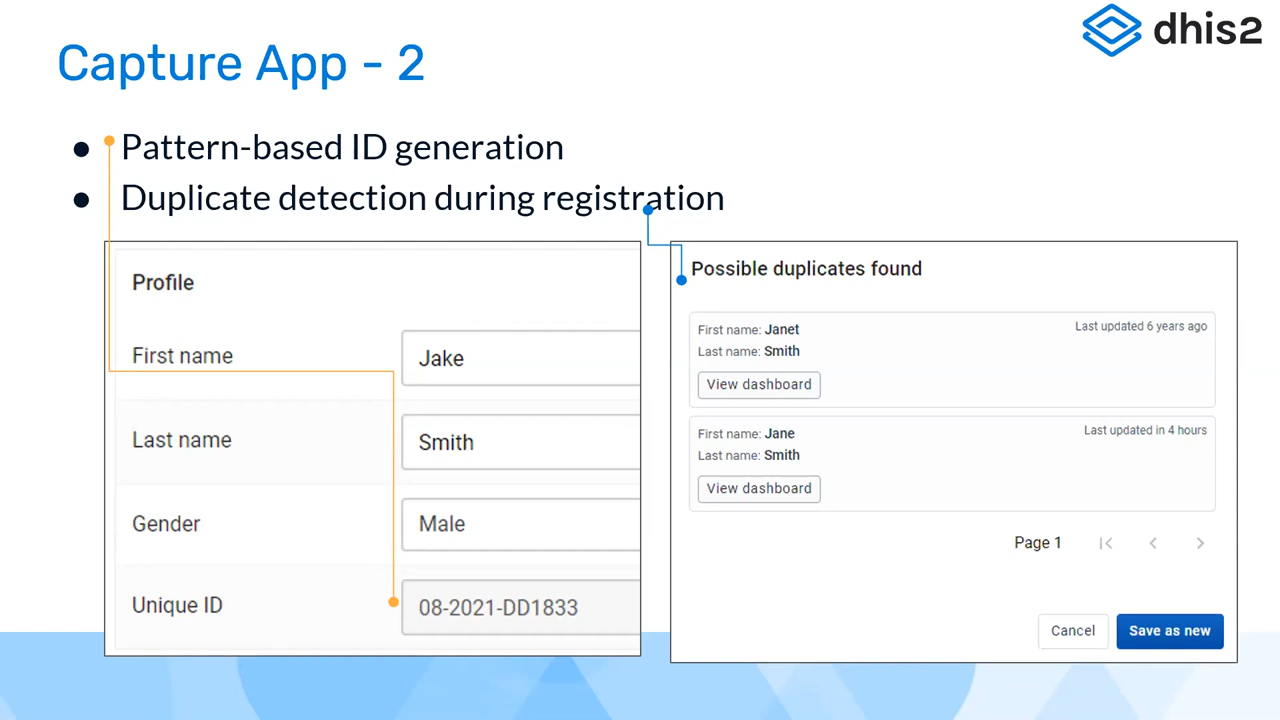 dhis2
Capture App - 2
● Pattern-based ID generation
● Duplicate detection during registration
Profile
First name Jake
Last name Smith
Gender Male
Unique ID 08-2021-DD1833
Possible duplicates found
First name: Janet Last updated 6 years ago
Last name: Smith
View dashboard
First name: Jane Last updated in 4 hours
Last name: Smith
View dashboard
Page 1
Cancel Save as new